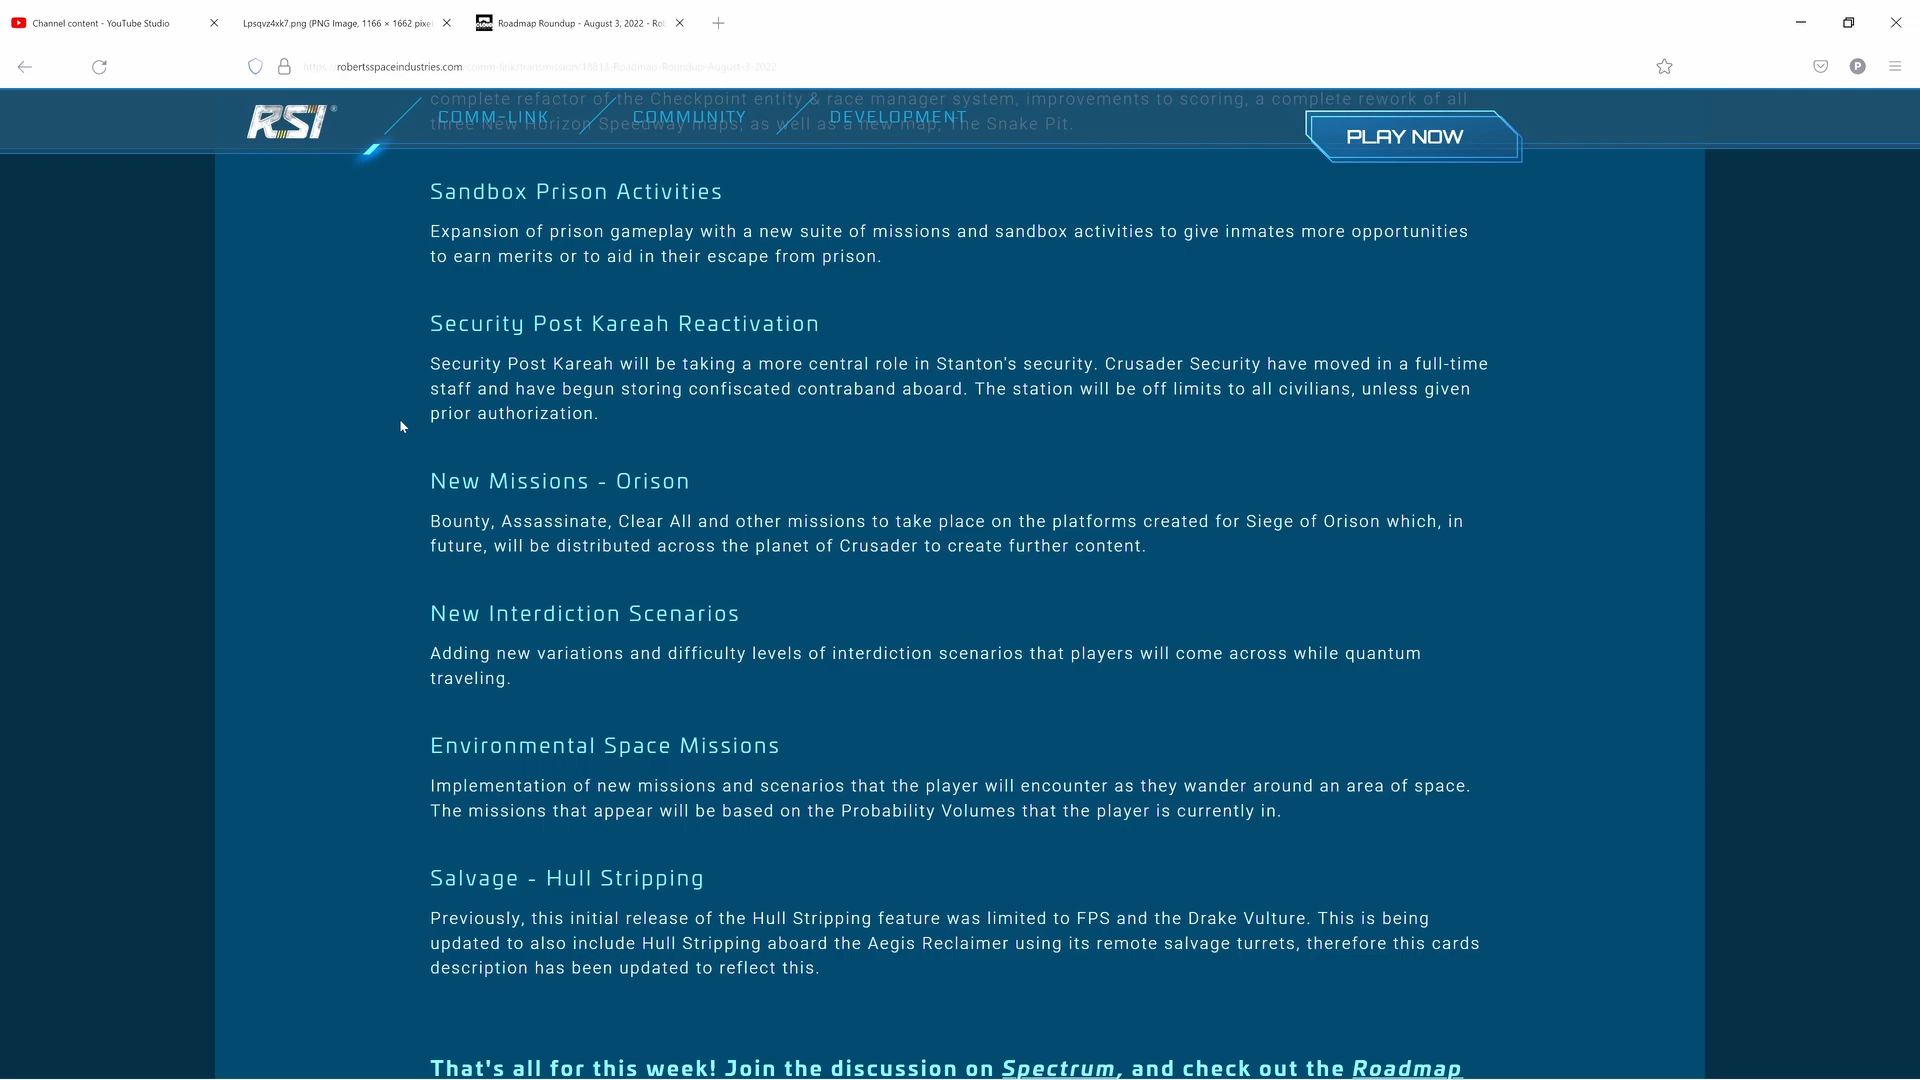 Channel content - YouTube Studio
Lpsqvz4xk7.png (PNG Image, 1166 × 1662 pixe
Roadmap Roundup - August 3, 2022 - Ro
https://robertsspaceindustries.com/comm-link/transmission/18813-Roadmap-Roundup-August-3-2022
P
complete refactor of the Checkpoint entity & race manager system, improvements to scoring, a complete rework of all
three New Horizon Speedway maps, as well as a new map, The Snake Pit.
RSI
COMM-LINK
COMMUNITY
DEVELOPMENT
PLAY NOW
Sandbox Prison Activities
Expansion of prison gameplay with a new suite of missions and sandbox activities to give inmates more opportunities
to earn merits or to aid in their escape from prison.
Security Post Kareah Reactivation
Security Post Kareah will be taking a more central role in Stanton's security. Crusader Security have moved in a full-time
staff and have begun storing confiscated contraband aboard. The station will be off limits to all civilians, unless given
prior authorization.
New Missions - Orison
Bounty, Assassinate, Clear All and other missions to take place on the platforms created for Siege of Orison which, in
future, will be distributed across the planet of Crusader to create further content.
New Interdiction Scenarios
Adding new variations and difficulty levels of interdiction scenarios that players will come across while quantum
traveling.
Environmental Space Missions
Implementation of new missions and scenarios that the player will encounter as they wander around an area of space.
The missions that appear will be based on the Probability Volumes that the player is currently in.
Salvage - Hull Stripping
Previously, this initial release of the Hull Stripping feature was limited to FPS and the Drake Vulture. This is being
updated to also include Hull Stripping aboard the Aegis Reclaimer using its remote salvage turrets, therefore this cards
description has been updated to reflect this.
That's all for this week! Join the discussion on Spectrum, and check out the Roadmap